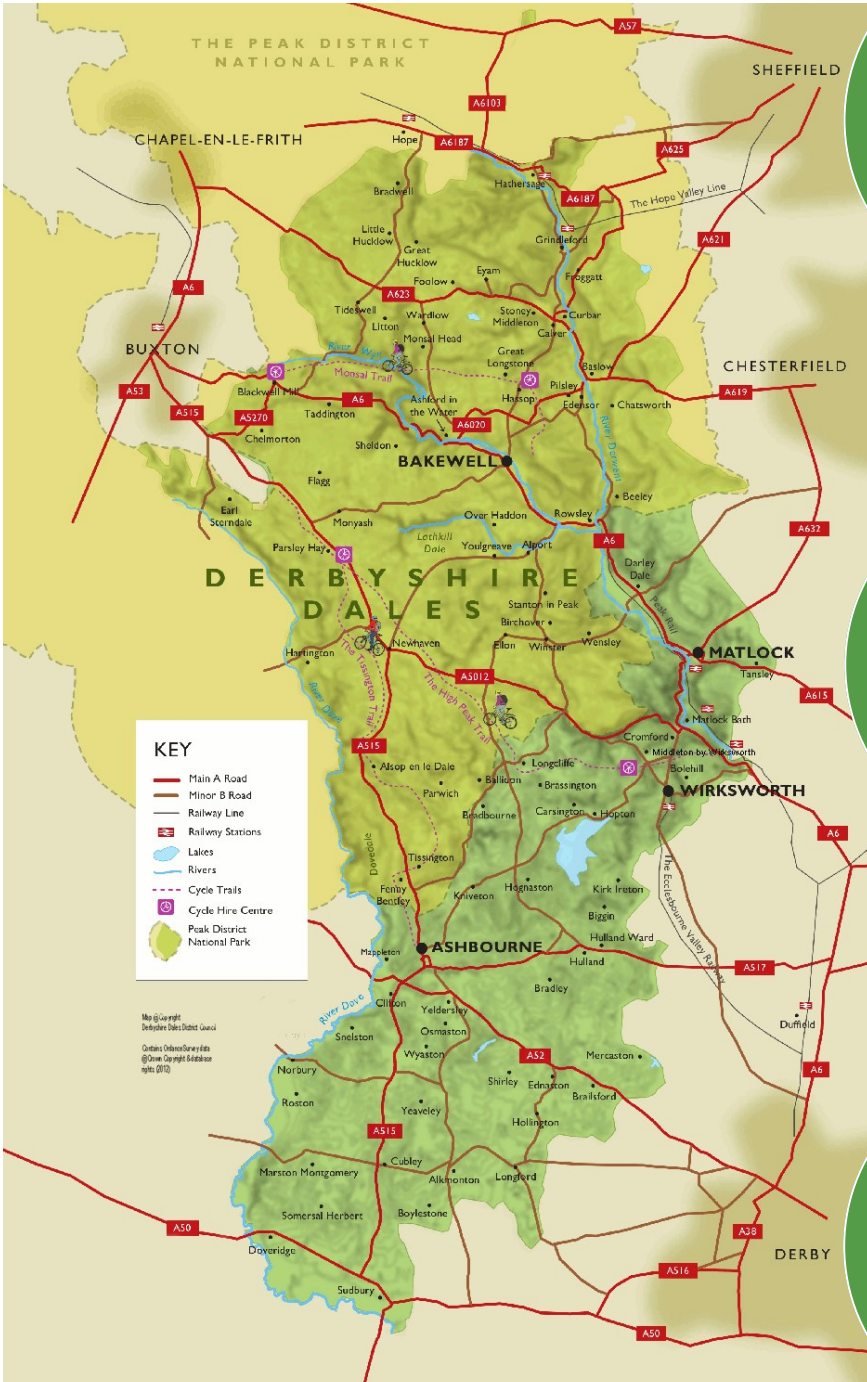 A57
THE PEAK DISTRICT
NATIONAL PARK
SHEFFIELD
A6103
CHAPEL-EN-LE-FRITH
Hope
A6187
A625
Hathersage
Bradwell
A6187
The Hope Valley Line
Little
Hucklow
Great
Hucklow
Grindleford
A621
Eyam
Foolow
Froggatt
A6
A623
Tideswell
Wardlow
Litton
Stoney
Middleton
Curbar
Calver
Monsal Head
BUXTON
River Wye
Great
Longstone
Baslow
CHESTERFIELD
Monsal Trail
Blackwell Mill
Pilsley
Hassop
Edensor
Chatsworth
A619
A53
A515
A6
Taddington
Ashford in
the Water
A5270
Chelmorton
A6020
Sheldon
River Derwent
BAKEWELL
Flagg
Earl
Sterndale
Beeley
Monyash
Over Haddon
Rowsley
A632
Lathkill
Dale
Parsley Hay
Youlgreave
Alport
A6
Darley
Dale
DERBYSHIRE
DALES
Stanton in Peak
Peak Rail
Birchover
Newhaven
Elton
Winster
Wensley
Hartington
MATLOCK
Tansley
A5012
The Tissington Trail
The High Peak Trail
River Dove
A615
Matlock Bath
KEY
Main A Road
Minor B Road
Railway Line
Railway Stations
Lakes
Rivers
Cycle Trails
Cycle Hire Centre
Peak District
National Park
A515
Cromford
Middleton-by-Wirksworth
Alsop en le Dale
Longcliffe
Bolehill
Ballidon
Brassington
WIRKSWORTH
Parwich
Bradbourne
Carsington
Hopton
A6
Dovedale
Tissington
The Ecclesbourne Valley Railway
Fenny
Bentley
Kniveton
Hognaston
Kirk Ireton
Biggin
ASHBOURNE
Hulland Ward
Mappleton
Hulland
A517
Bradley
Clifton
River Dove
Yeldersley
Map @ Copyright
Derbyshire Dales District Council
Duffield
Snelston
Osmaston
Contains Ordnance Survey data
@ Crown Copyright & database
rights (2012)
Wyaston
A52
Mercaston
Norbury
Shirley
Ednaston
A6
Roston
Brailsford
Yeaveley
Hollington
A515
Marston Montgomery
Cubley
Alkmonton
Longford
Somersal Herbert
Boylestone
A50
Doveridge
A38
DERBY
A516
Sudbury
A50